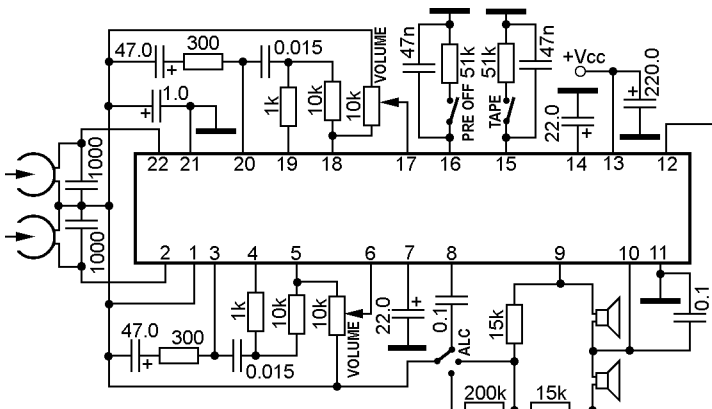 47.0
300
0.015
VOLUME
47n
51k
51k
47n
+Vcc
220.0
1.0
1k
10k
10k
PRE OFF
TAPE
22.0
1000
22
21
20
19
18
17
16
15
14
13
12
1000
2
1
3
4
5
6
7
8
9
10
11
1k
10k
10k
VOLUME
22.0
0.1
ALC
15k
0.1
47.0
300
0.015
200k
15k
+
+
+
+
+
+